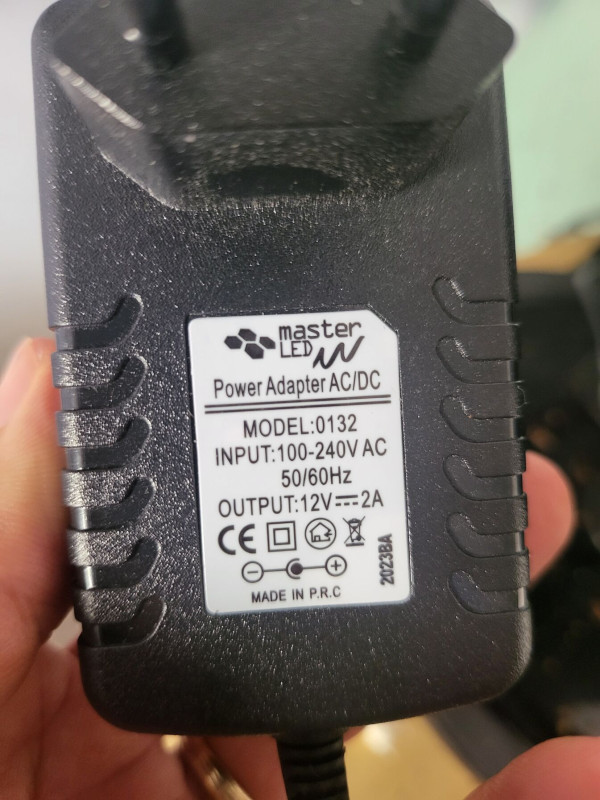 master
LED
Power Adapter AC/DC
MODEL:0132
INPUT:100-240V AC
50/60Hz
OUTPUT:12V⎓2A
CE
2023BA
MADE IN P.R.C